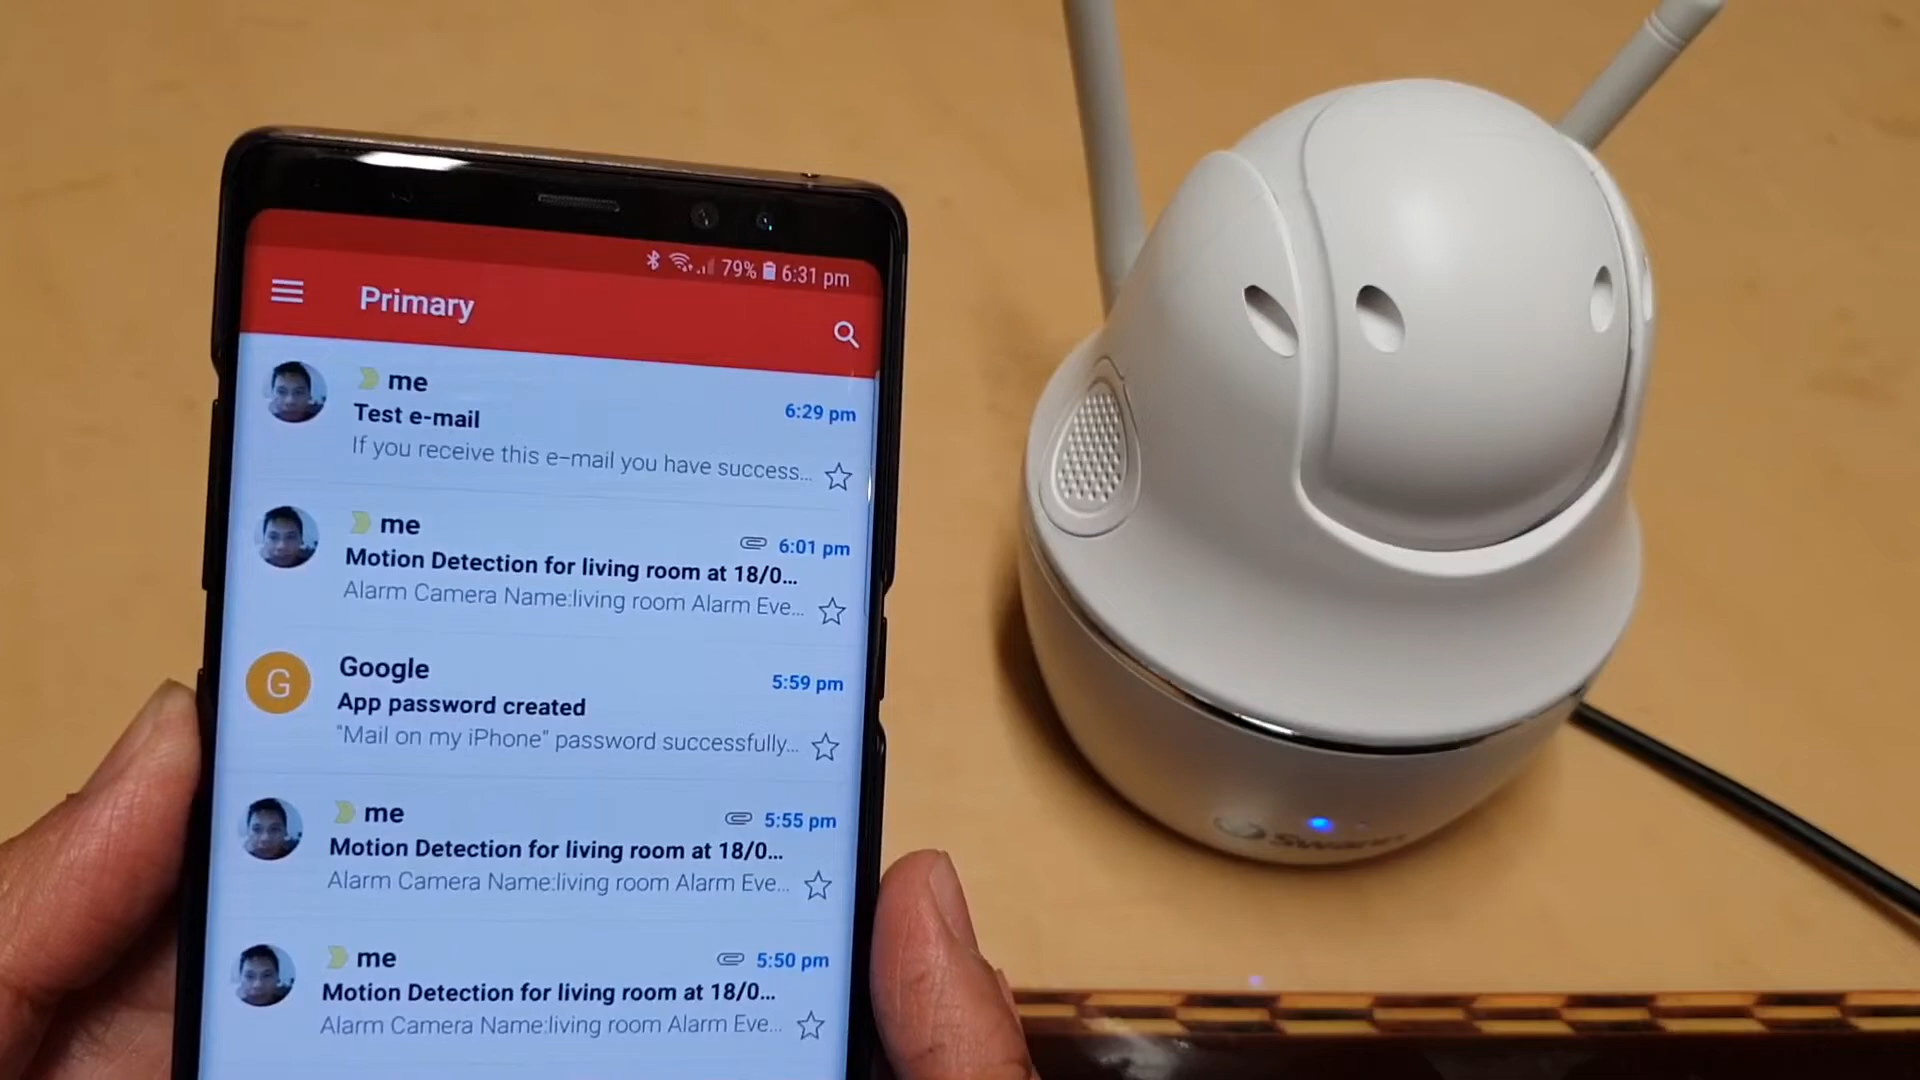 79% 6:31 pm
Primary
me
Test e-mail
6:29 pm
If you receive this e-mail you have success...
me
6:01 pm
Motion Detection for living room at 18/0...
Alarm Camera Name:living room Alarm Eve...
G
Google
5:59 pm
App password created
"Mail on my iPhone" password successfully...
me
5:55 pm
Motion Detection for living room at 18/0...
Alarm Camera Name:living room Alarm Eve...
me
5:50 pm
Motion Detection for living room at 18/0...
Alarm Camera Name:living room Alarm Eve...
Swann